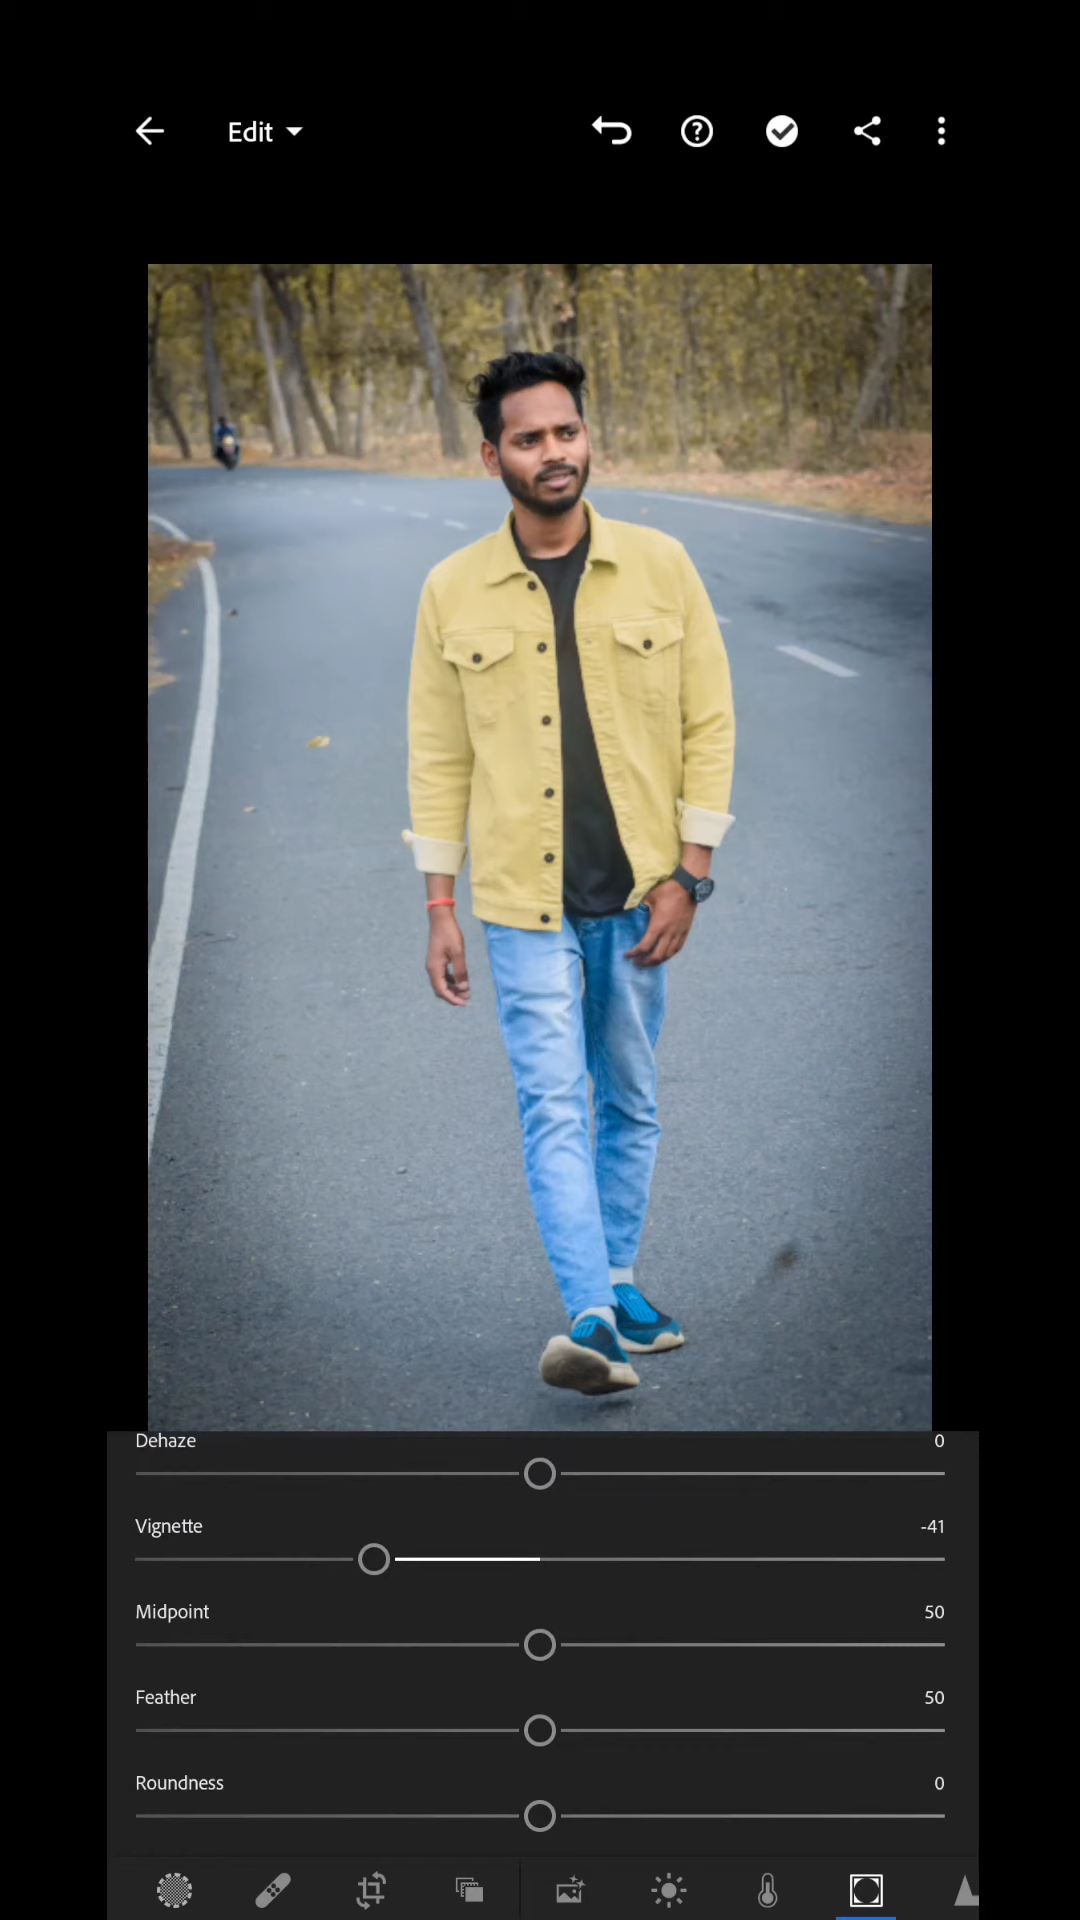 Edit
Dehaze 0
Vignette -41
Midpoint 50
Feather 50
Roundness 0